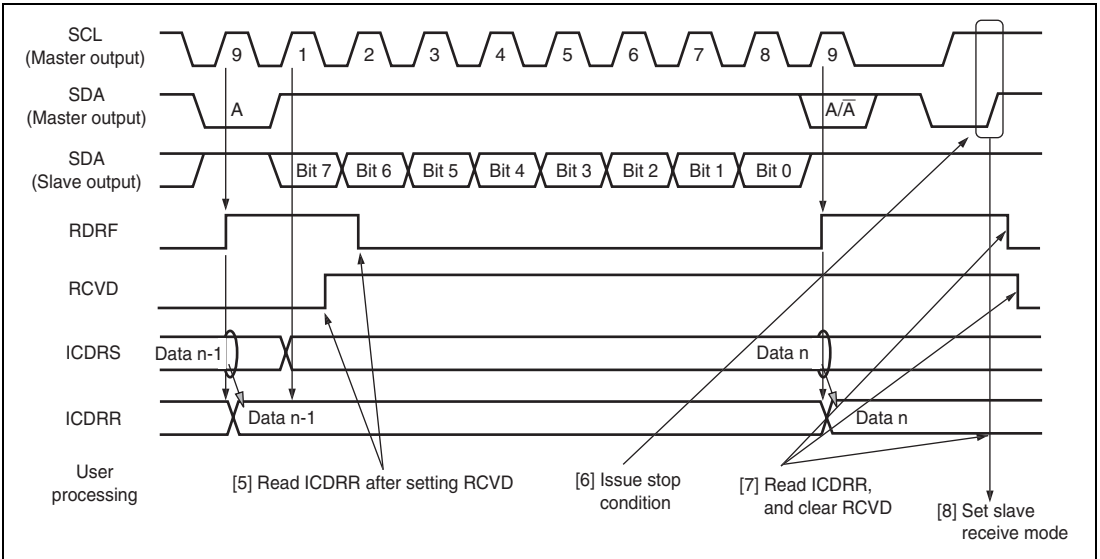 SCL
(Master output)
9 1 2 3 4 5 6 7 8 9
SDA
(Master output)
A A/A̅
SDA
(Slave output)
Bit 7 Bit 6 Bit 5 Bit 4 Bit 3 Bit 2 Bit 1 Bit 0
RDRF
RCVD
ICDRS
Data n-1 Data n
ICDRR
Data n-1 Data n
User
processing
[5] Read ICDRR after setting RCVD
[6] Issue stop
condition
[7] Read ICDRR,
and clear RCVD
[8] Set slave
receive mode